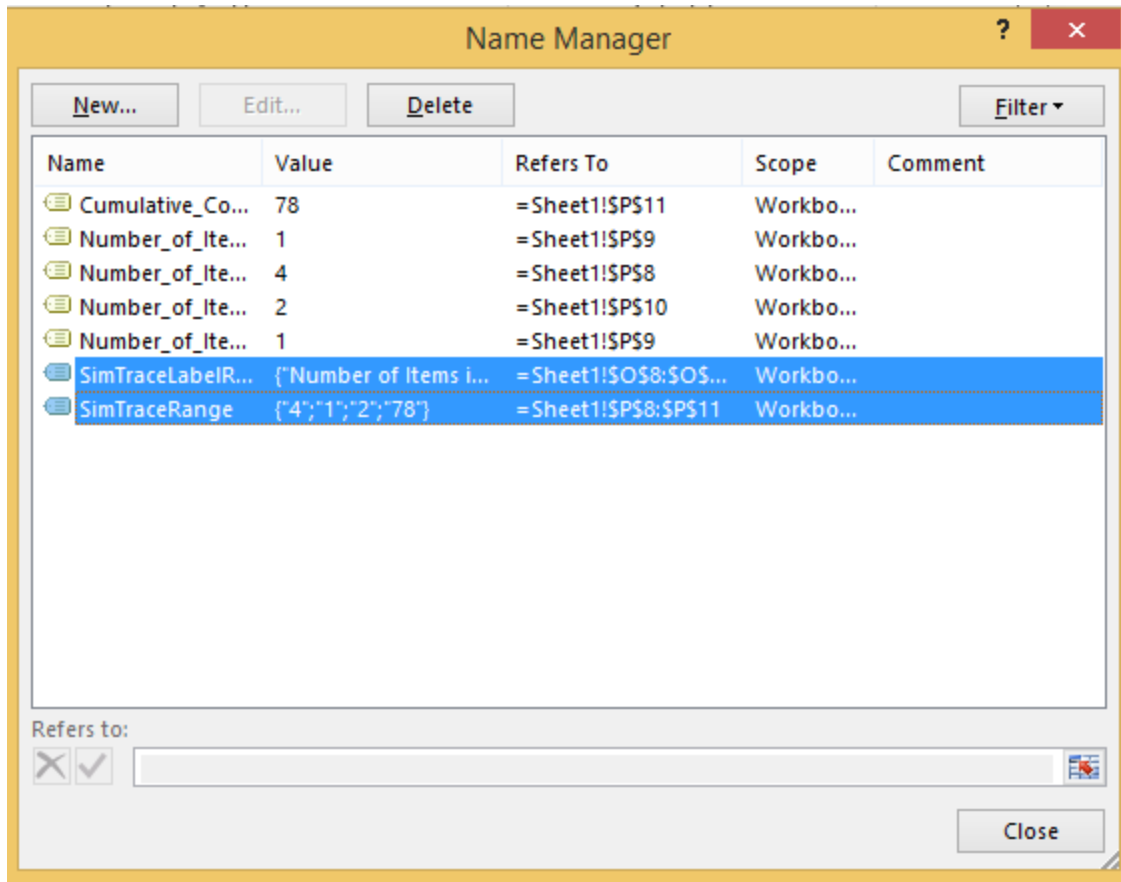 Name Manager ? ×
New... Edit... Delete Filter
Name Value Refers To Scope Comment
Cumulative_Co... 78 =Sheet1!$P$11 Workbo...
Number_of_Ite... 1 =Sheet1!$P$9 Workbo...
Number_of_Ite... 4 =Sheet1!$P$8 Workbo...
Number_of_Ite... 2 =Sheet1!$P$10 Workbo...
Number_of_Ite... 1 =Sheet1!$P$9 Workbo...
SimTraceLabelR... {"Number of Items i... =Sheet1!$O$8:$O$... Workbo...
SimTraceRange {"4";"1";"2";"78"} =Sheet1!$P$8:$P$11 Workbo...
Refers to:
Close